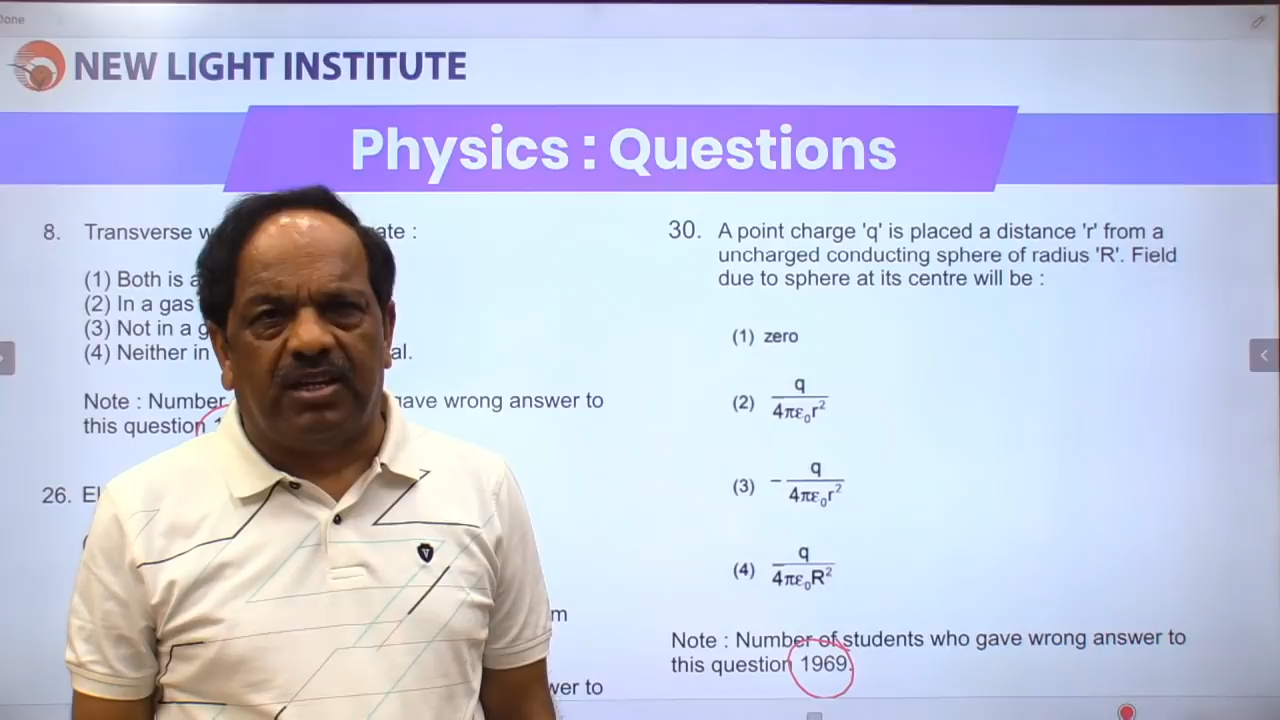 Done
NEW LIGHT INSTITUTE
Physics : Questions
8. Transverse w ate :
(1) Both is a
(2) In a gas
(3) Not in a g
(4) Neither in al.
Note : Number gave wrong answer to
this question 1
26. El
m
wer to
30. A point charge 'q' is placed a distance 'r' from a
uncharged conducting sphere of radius 'R'. Field
due to sphere at its centre will be :
(1) zero
(2) q/4πε₀r²
(3) -q/4πε₀r²
(4) q/4πε₀R²
Note : Number of students who gave wrong answer to
this question 1969.
V